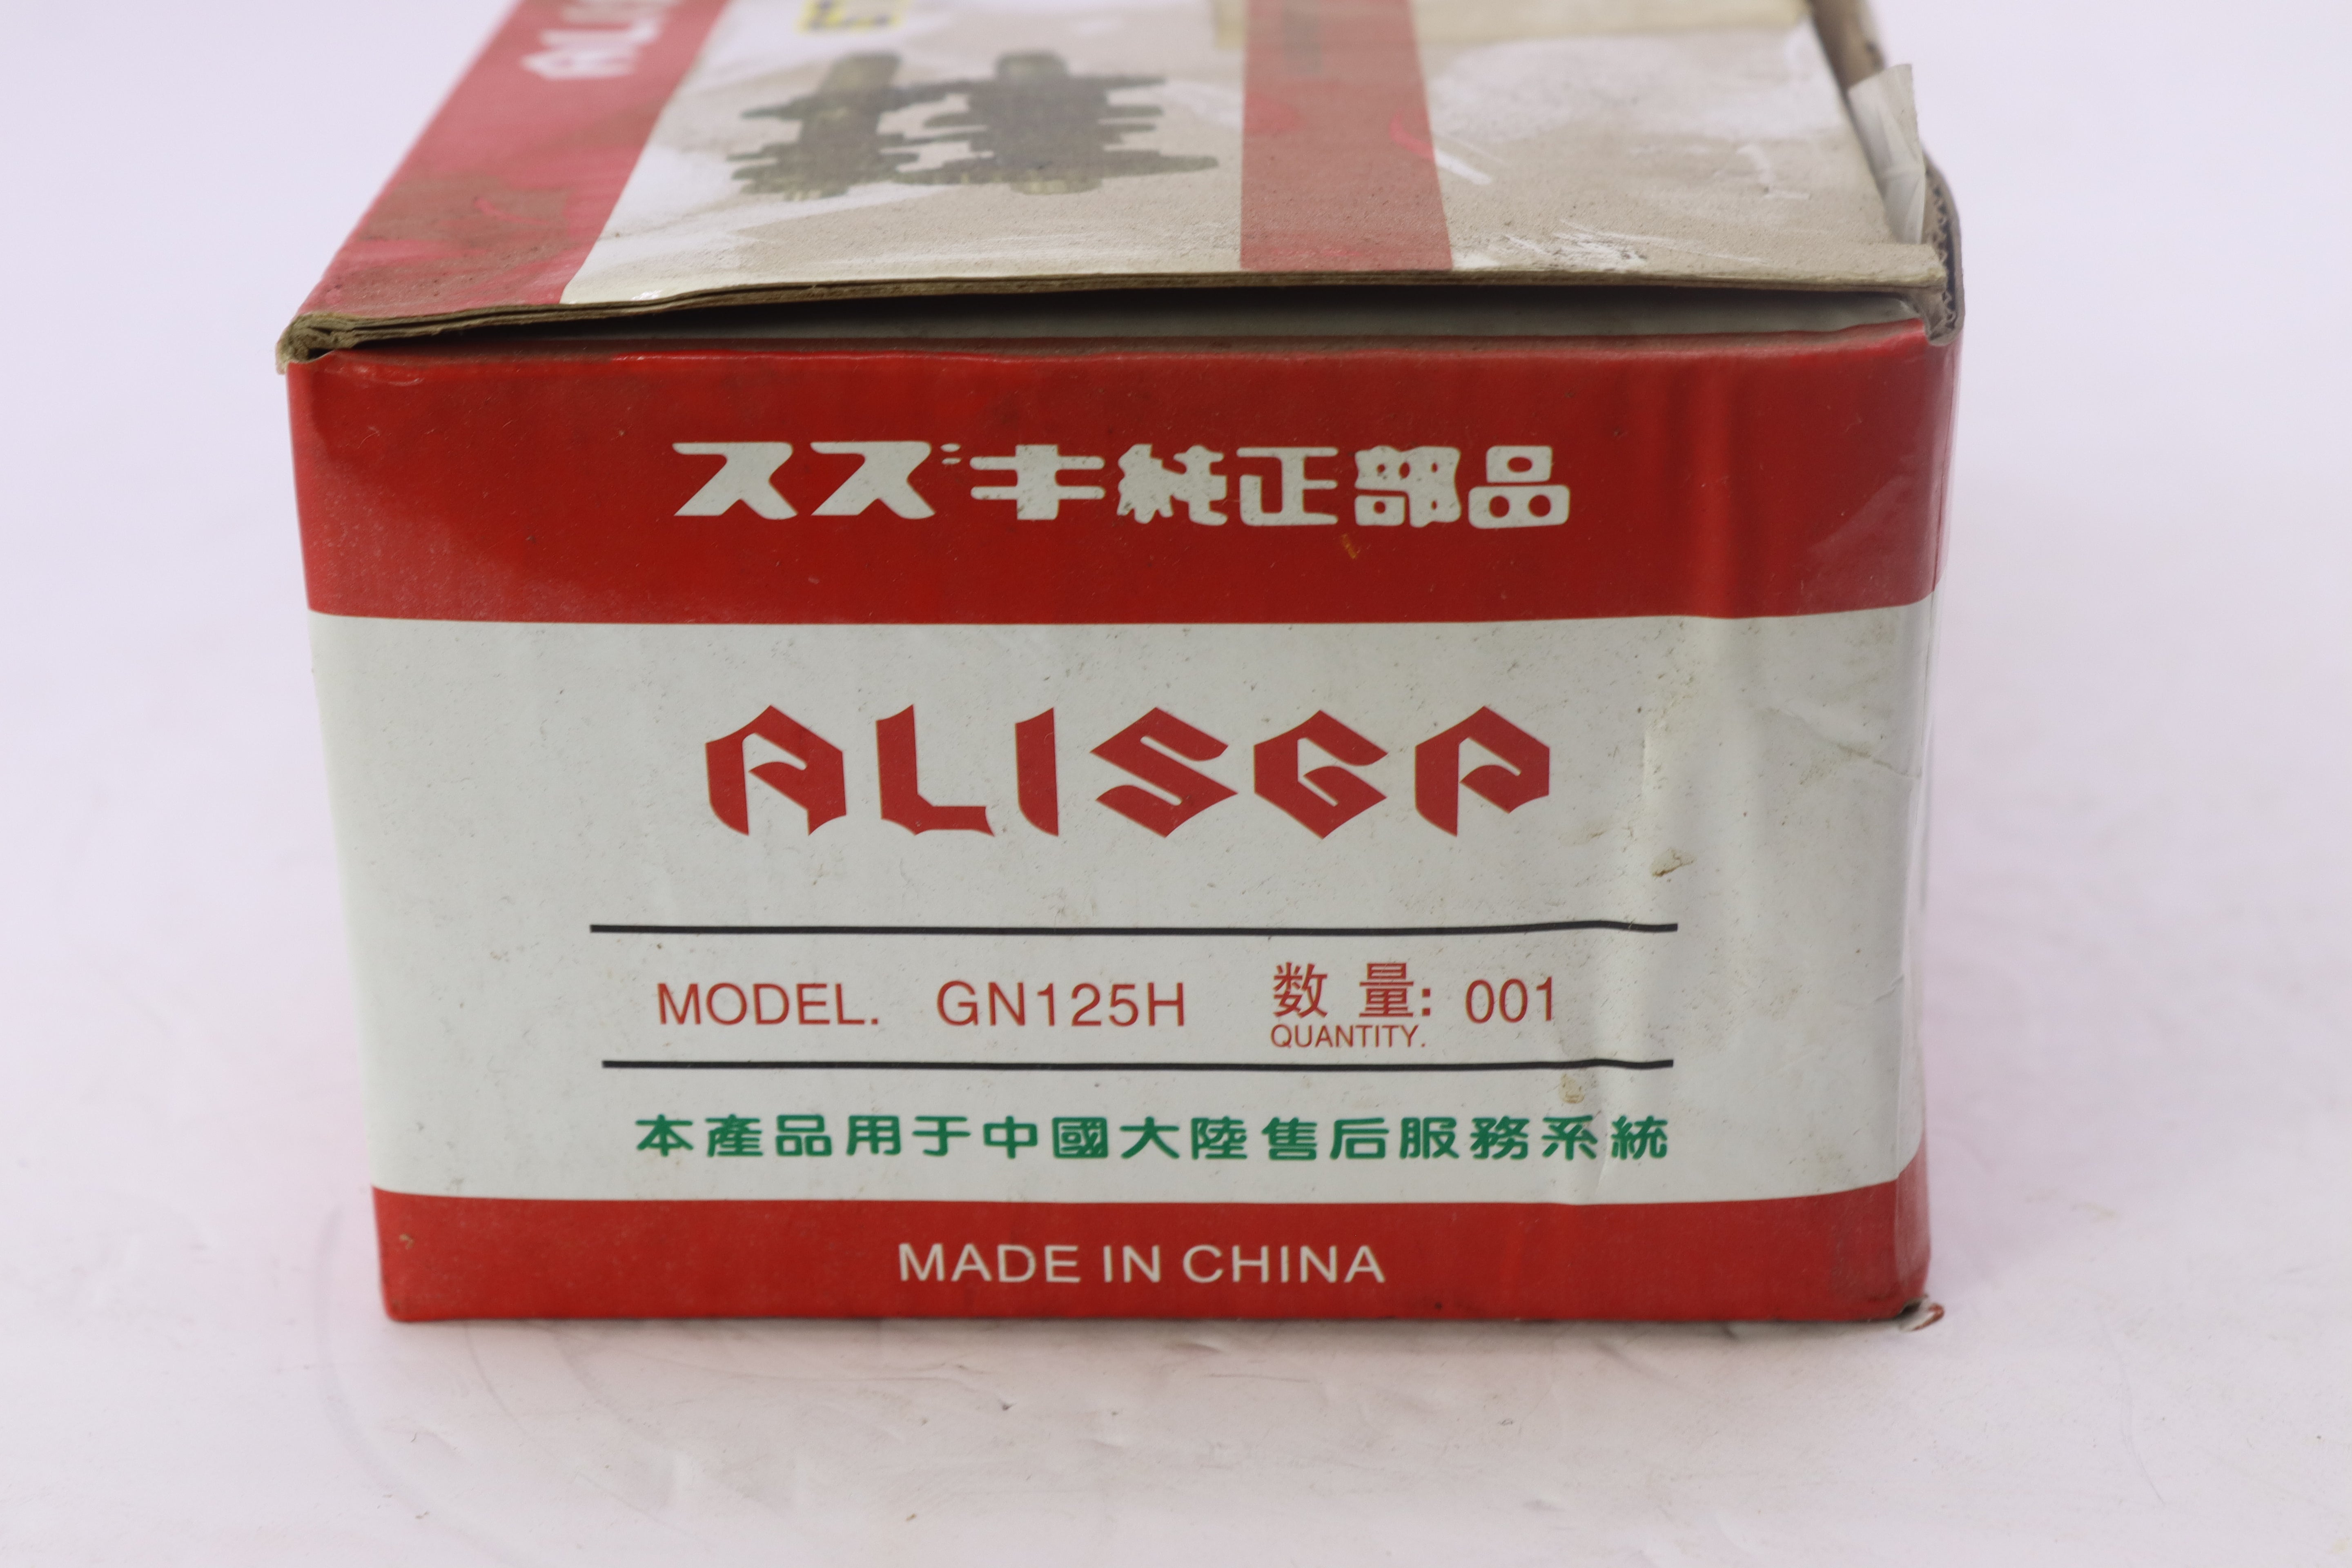 スズキ純正部品
ALISGP
MODEL. GN125H 数量: 001
QUANTITY.
本產品用于中國大陸售后服務系統
MADE IN CHINA